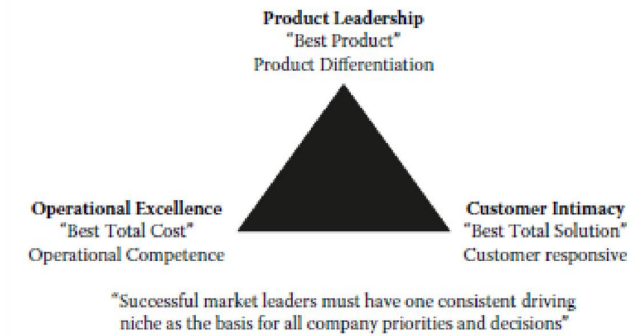 Product Leadership
“Best Product”
Product Differentiation
Operational Excellence
“Best Total Cost”
Operational Competence
Customer Intimacy
“Best Total Solution”
Customer responsive
“Successful market leaders must have one consistent driving
niche as the basis for all company priorities and decisions”